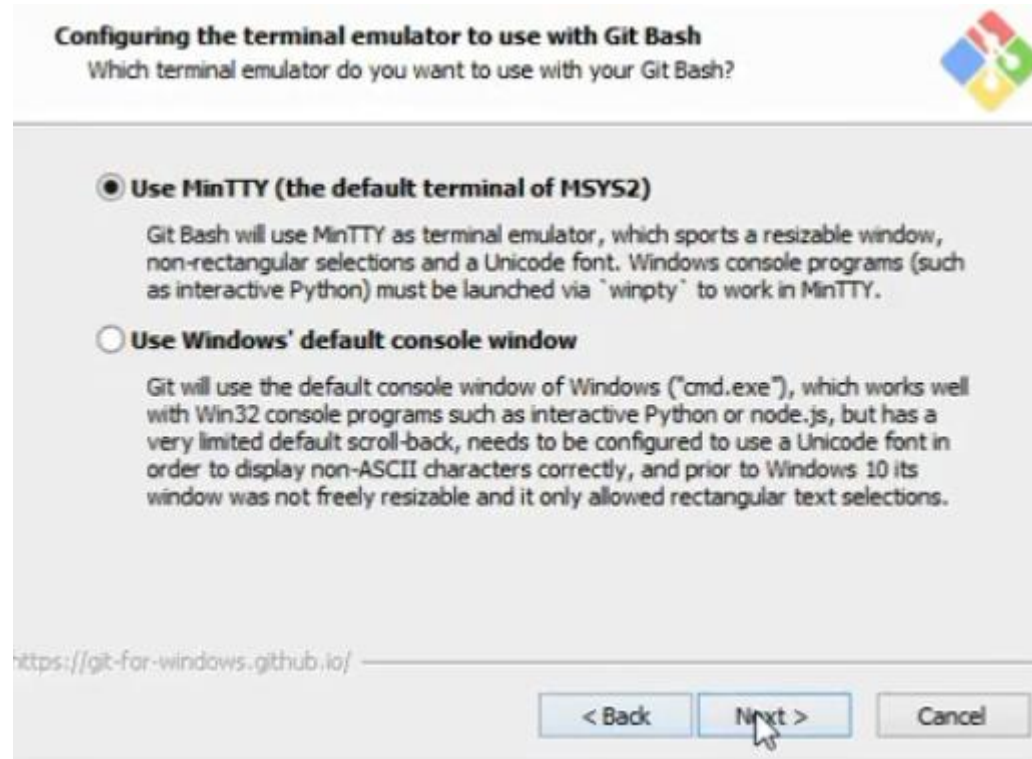 Configuring the terminal emulator to use with Git Bash
Which terminal emulator do you want to use with your Git Bash?
Use MinTTY (the default terminal of MSYS2)
Git Bash will use MinTTY as terminal emulator, which sports a resizable window,
non-rectangular selections and a Unicode font. Windows console programs (such
as interactive Python) must be launched via `winpty` to work in MinTTY.
Use Windows' default console window
Git will use the default console window of Windows ("cmd.exe"), which works well
with Win32 console programs such as interactive Python or node.js, but has a
very limited default scroll-back, needs to be configured to use a Unicode font in
order to display non-ASCII characters correctly, and prior to Windows 10 its
window was not freely resizable and it only allowed rectangular text selections.
https://git-for-windows.github.io/
< Back Next > Cancel